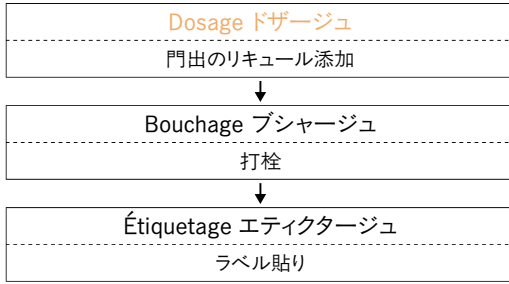 Dosage ドザージュ
門出のリキュール添加
Bouchage ブシャージュ
打栓
Étiquetage エティクタージュ
ラベル貼り